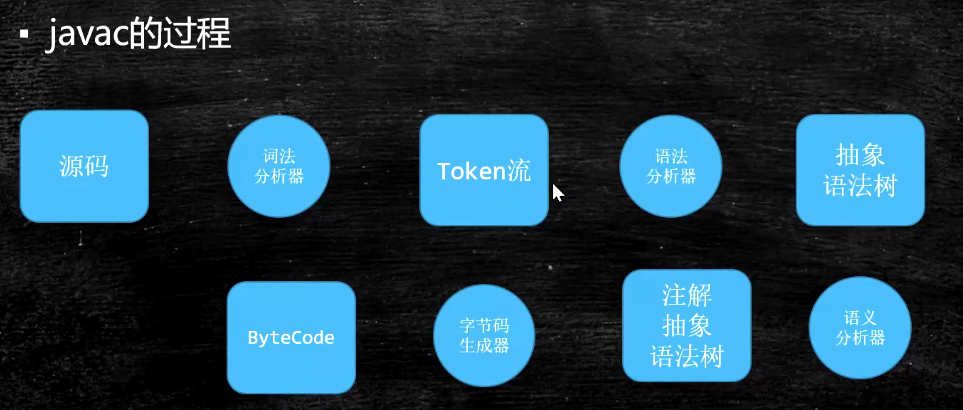 ▪ javac的过程
源码
词法
分析器
Token流
语法
分析器
抽象
语法树
ByteCode
字节码
生成器
注解
抽象
语法树
语义
分析器